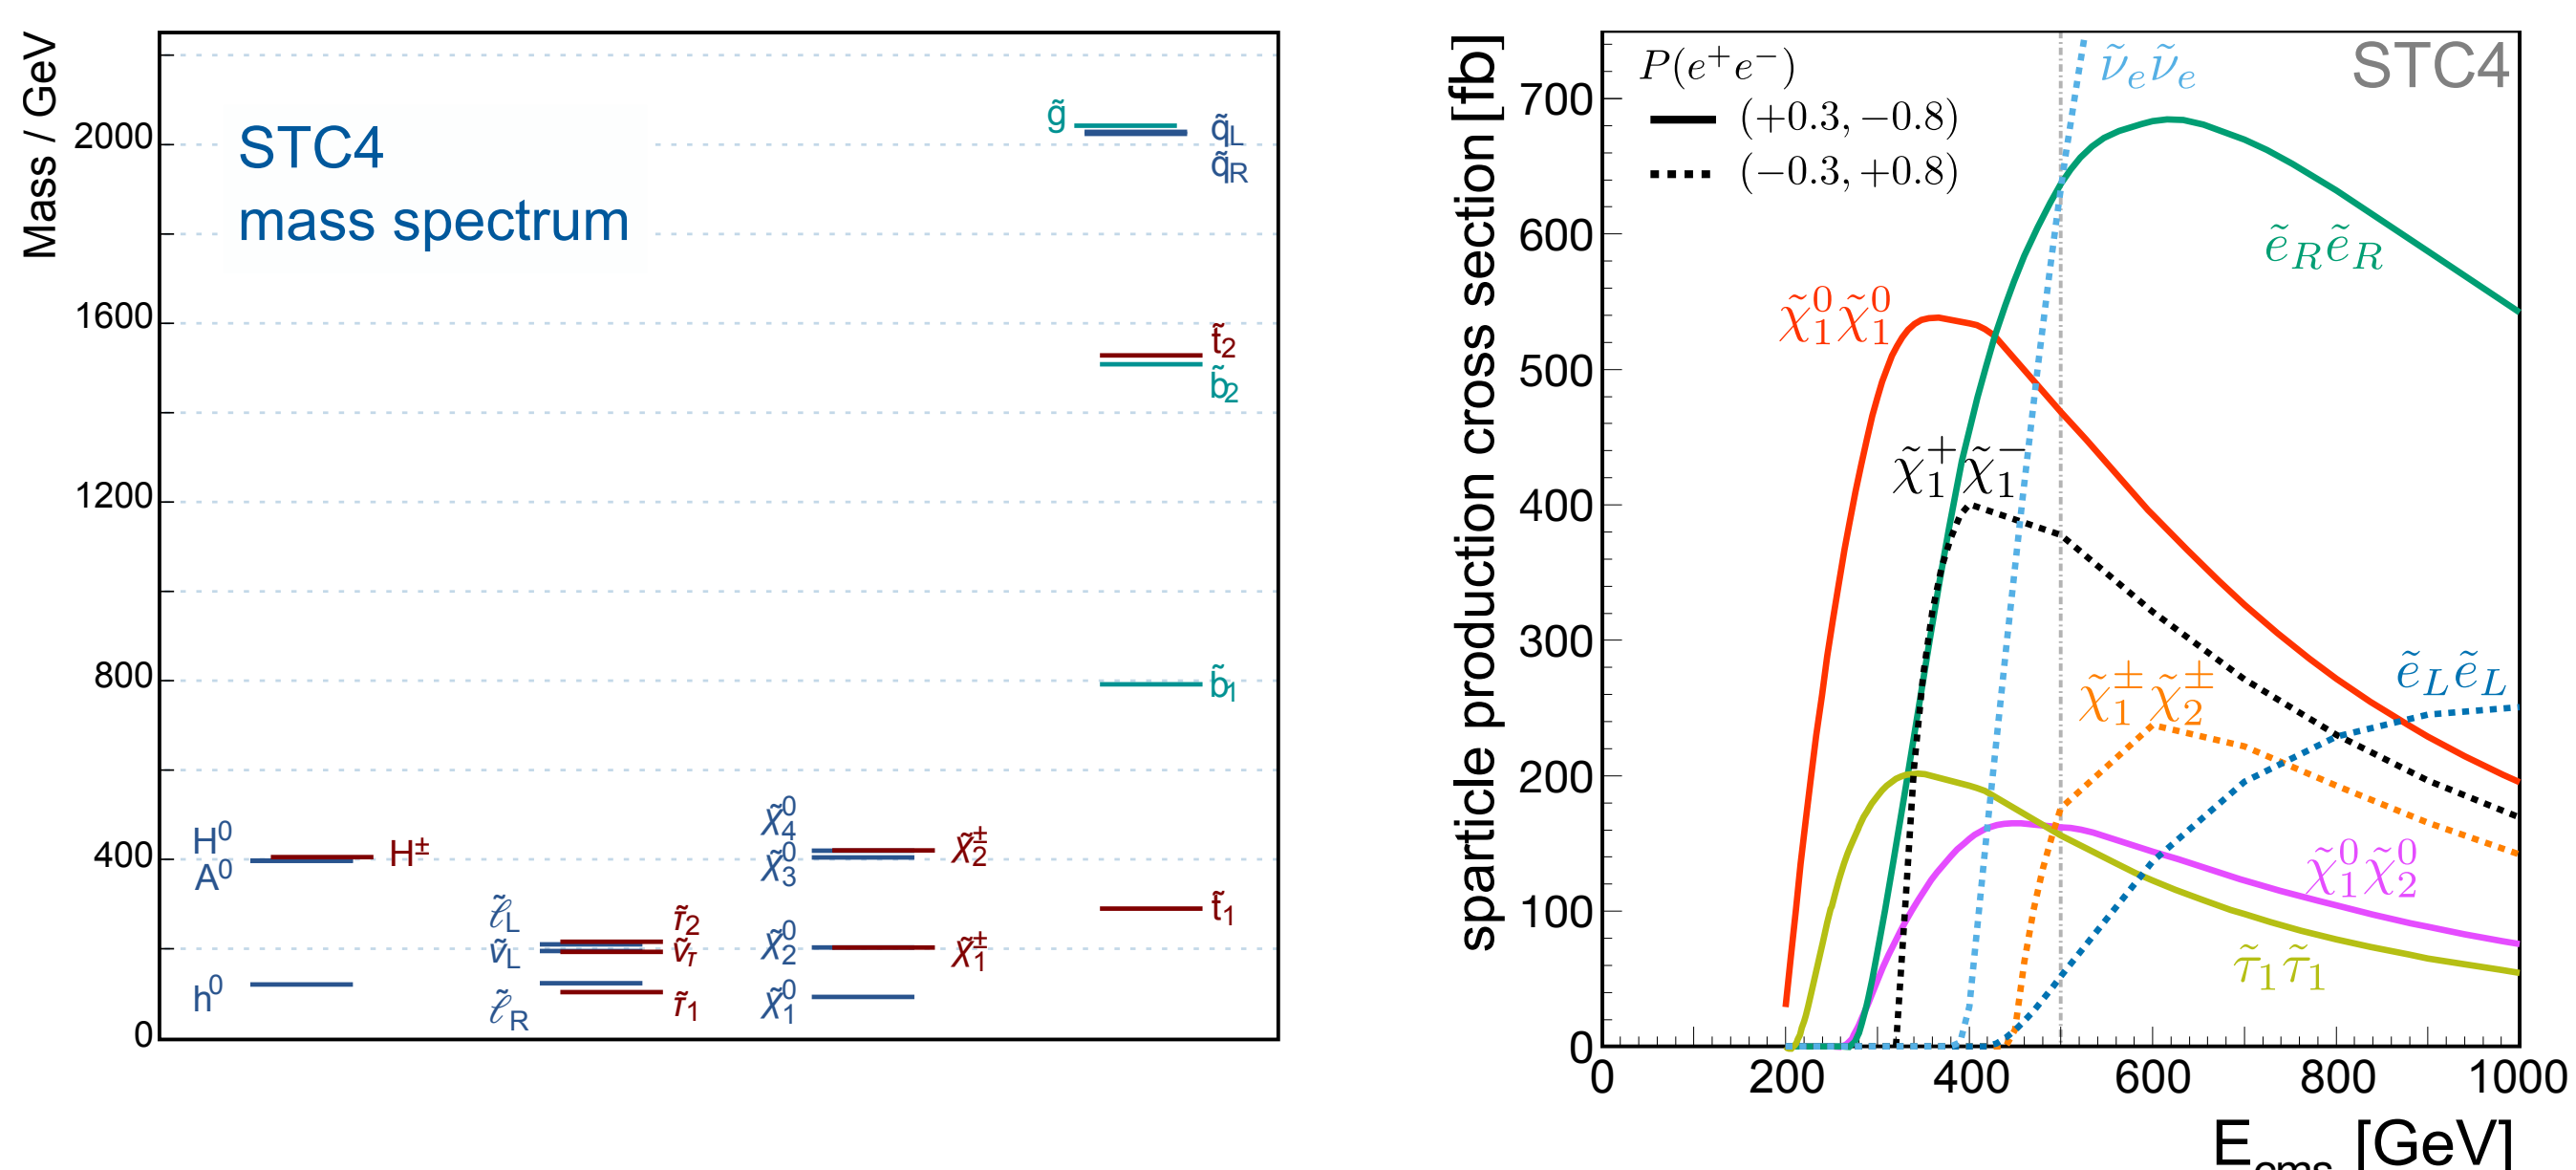 Mass / GeV
2000
1600
1200
800
400
0
STC4
mass spectrum
g̃
q̃L
q̃R
t̃2
b̃2
b̃1
t̃1
H⁰
A⁰
H±
h⁰
ℓ̃L
ν̃L
ℓ̃R
τ̃2
ν̃τ
τ̃1
χ̃⁰4
χ̃⁰3
χ̃±2
χ̃⁰2
χ̃±1
χ̃⁰1
sparticle production cross section [fb]
700
600
500
400
300
200
100
0
P(e⁺e⁻)
(+0.3, −0.8)
(−0.3, +0.8)
STC4
ν̃eν̃e
ẽRẽR
χ̃⁰1χ̃⁰1
χ̃⁺1χ̃⁻1
χ̃±1χ̃±2
ẽLẽL
χ̃⁰1χ̃⁰2
τ̃1τ̃1
0 200 400 600 800 1000
Ecms [GeV]